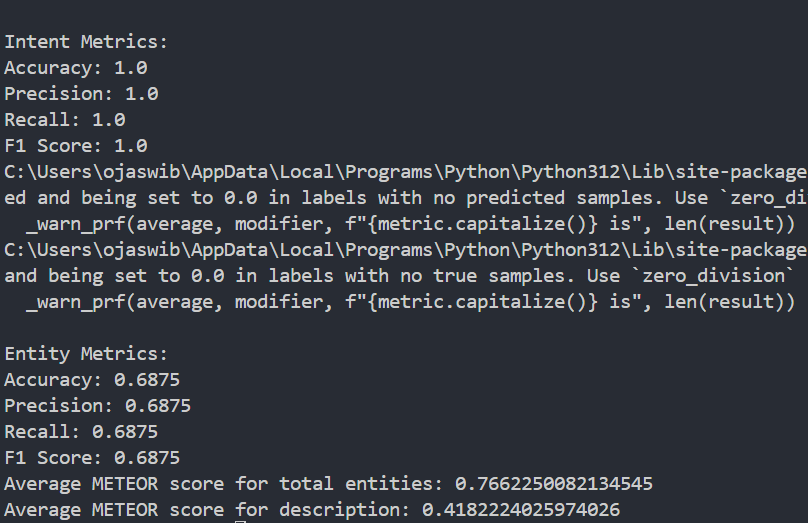 Intent Metrics:
Accuracy: 1.0
Precision: 1.0
Recall: 1.0
F1 Score: 1.0
C:\Users\ojaswib\AppData\Local\Programs\Python\Python312\Lib\site-package
ed and being set to 0.0 in labels with no predicted samples. Use `zero_di
  _warn_prf(average, modifier, f"{metric.capitalize()} is", len(result))
C:\Users\ojaswib\AppData\Local\Programs\Python\Python312\Lib\site-package
and being set to 0.0 in labels with no true samples. Use `zero_division`
  _warn_prf(average, modifier, f"{metric.capitalize()} is", len(result))
Entity Metrics:
Accuracy: 0.6875
Precision: 0.6875
Recall: 0.6875
F1 Score: 0.6875
Average METEOR score for total entities: 0.7662250082134545
Average METEOR score for description: 0.4182224025974026